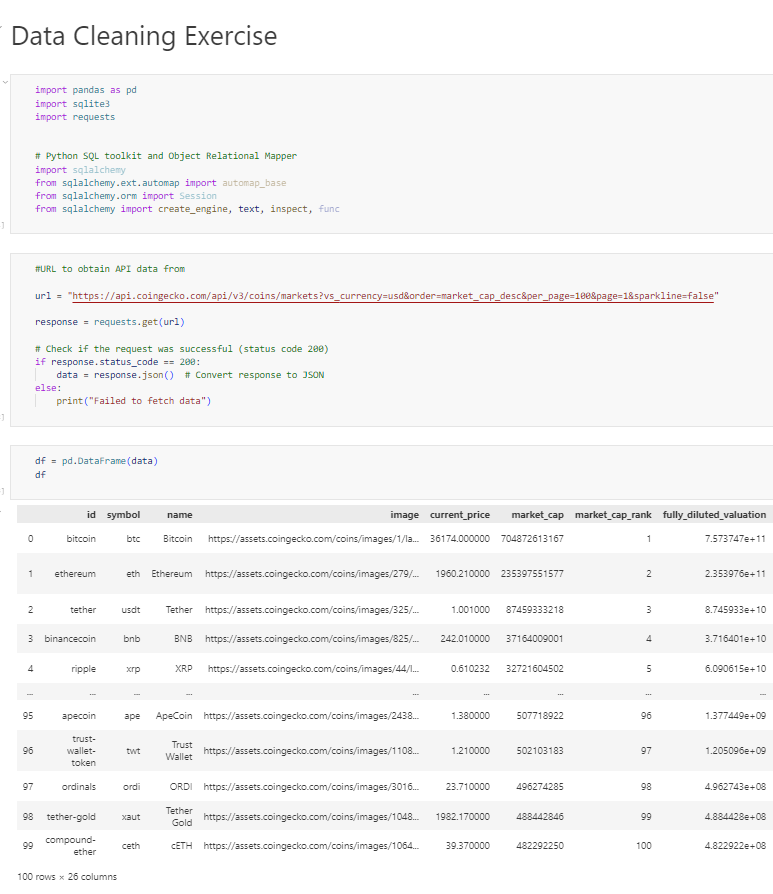 Data Cleaning Exercise
import pandas as pd
import sqlite3
import requests
# Python SQL toolkit and Object Relational Mapper
import sqlalchemy
from sqlalchemy.ext.automap import automap_base
from sqlalchemy.orm import Session
from sqlalchemy import create_engine, text, inspect, func
]
#URL to obtain API data from
url = "https://api.coingecko.com/api/v3/coins/markets?vs_currency=usd&order=market_cap_desc&per_page=100&page=1&sparkline=false"
response = requests.get(url)
# Check if the request was successful (status code 200)
if response.status_code == 200:
    data = response.json()  # Convert response to JSON
else:
    print("Failed to fetch data")
]
df = pd.DataFrame(data)
df
]
id symbol name image current_price market_cap market_cap_rank fully_diluted_valuation
0 bitcoin btc Bitcoin https://assets.coingecko.com/coins/images/1/la... 36174.000000 704872613167 1 7.573747e+11
1 ethereum eth Ethereum https://assets.coingecko.com/coins/images/279/... 1960.210000 235397551577 2 2.353976e+11
2 tether usdt Tether https://assets.coingecko.com/coins/images/325/... 1.001000 87459333218 3 8.745933e+10
3 binancecoin bnb BNB https://assets.coingecko.com/coins/images/825/... 242.010000 37164009001 4 3.716401e+10
4 ripple xrp XRP https://assets.coingecko.com/coins/images/44/l... 0.610232 32721604502 5 6.090615e+10
... ... ... ... ... ... ... ... ...
95 apecoin ape ApeCoin https://assets.coingecko.com/coins/images/2438... 1.380000 507718922 96 1.377449e+09
trust-
wallet-
token
96 twt Trust
Wallet
https://assets.coingecko.com/coins/images/1108... 1.210000 502103183 97 1.205096e+09
97 ordinals ordi ORDI https://assets.coingecko.com/coins/images/3016... 23.710000 496274285 98 4.962743e+08
98 tether-gold xaut Tether
Gold
https://assets.coingecko.com/coins/images/1048... 1982.170000 488442846 99 4.884428e+08
99 compound-
ether
ceth cETH https://assets.coingecko.com/coins/images/1064... 39.370000 482292250 100 4.822922e+08
100 rows × 26 columns